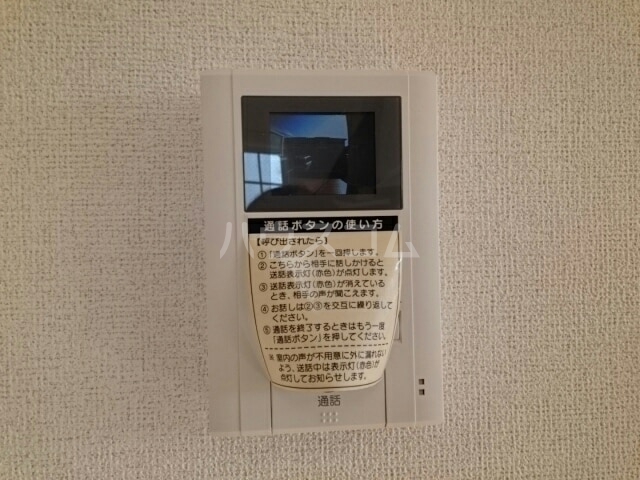 通話ボタンの使い方
【呼び出されたら】
①「通話ボタン」を一回押します。
②こちらから相手に話しかけると
送話表示灯(赤色)が点灯します。
③送話表示灯(赤色)が消えている
とき、相手の声が聞こえます。
④お話しは②③を交互に繰り返して
ください。
⑤通話を終了するときはもう一度
「通話ボタン」を押してください。
※室内の声が不用意に外に漏れない
よう、送話中は表示灯(赤色)が
点灯してお知らせします。
通話
ハウスコム